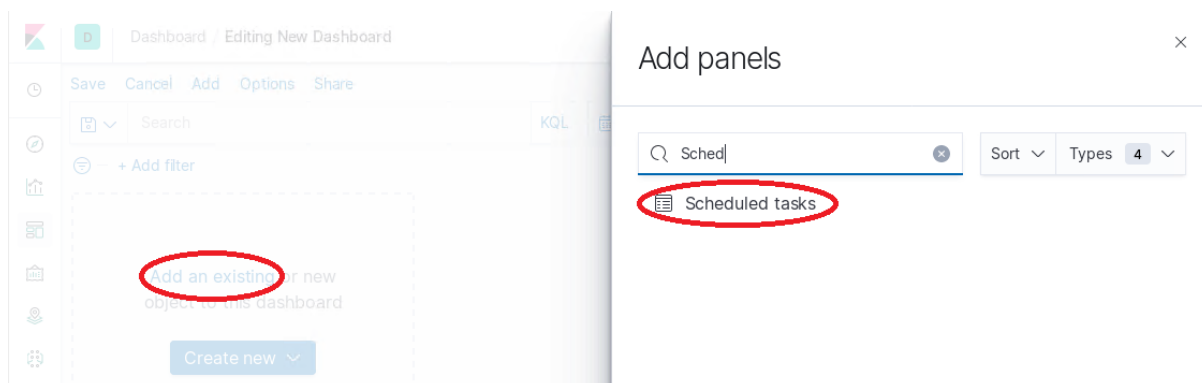 D Dashboard / Editing New Dashboard
Save Cancel Add Options Share
Search KQL
+ Add filter
Add an existing or new
object to this dashboard
Create new
Add panels
Sched
Sort Types 4
Scheduled tasks